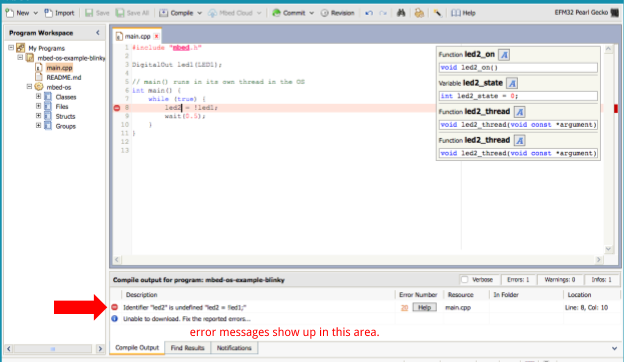 New
Import
Save
Save All
Compile
Mbed Cloud
Commit
Revision
Help
EFM32 Pearl Gecko
Program Workspace
My Programs
mbed-os-example-blinky
main.cpp
README.md
mbed-os
Classes
Files
Structs
Groups
main.cpp
1 #include "mbed.h"
2
3 DigitalOut led1(LED1);
4
5 // main() runs in its own thread in the OS
6 int main() {
7 while (true) {
8 led2 = !led1;
9 wait(0.5);
10 }
11 }
12
13
Function led2_on
void led2_on()
Variable led2_state
int led2_state = 0;
Function led2_thread
void led2_thread(void const *argument)
Function led2_thread
void led2_thread(void const *argument)
Compile output for program: mbed-os-example-blinky
Verbose
Errors: 1
Warnings: 0
Infos: 1
Description
Error Number
Resource
In Folder
Location
Identifier "led2" is undefined "led2 = !led1;"
20
Help
main.cpp
Line: 8, Col: 10
Unable to download. Fix the reported errors...
error messages show up in this area.
Compile Output
Find Results
Notifications